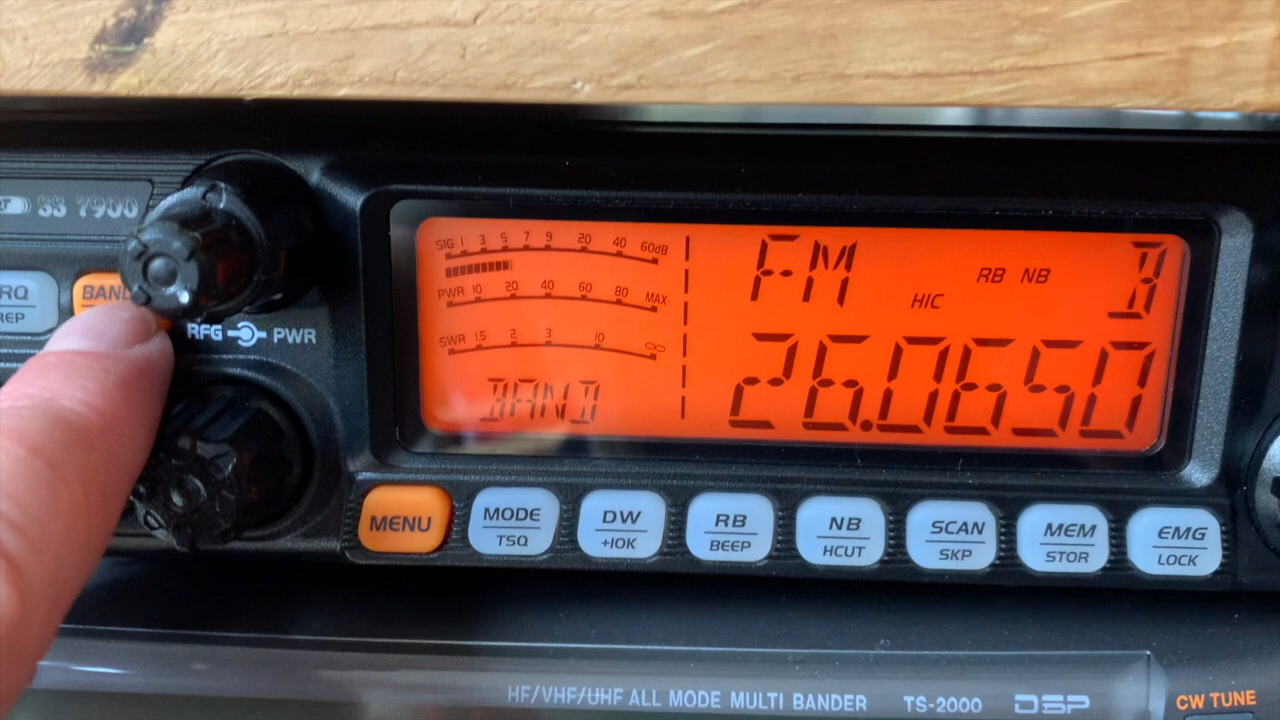 SS 7900
RQ
REP
BAND
RFG PWR
SIG 1 3 5 7 9 20 40 60dB
PWR 10 20 40 60 80 MAX
SWR 1.5 2 3 10 ∞
BAND
FM HIC RB NB B
26.0650
MENU
MODE
TSQ
DW
+10K
RB
BEEP
NB
HCUT
SCAN
SKP
MEM
STOR
EMG
LOCK
HF/VHF/UHF ALL MODE MULTI BANDER TS-2000 DSP
CW TUNE